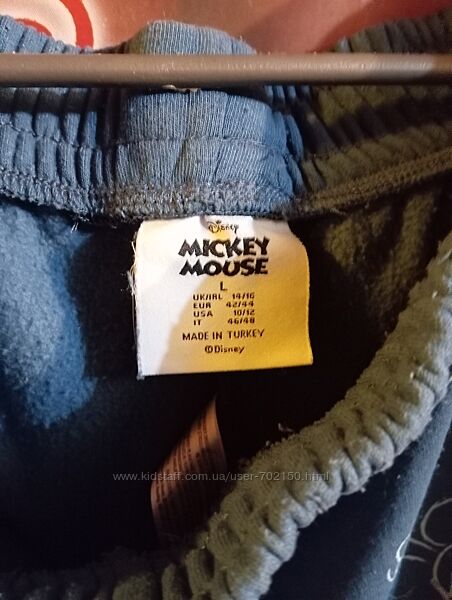 Disney
MICKEY
MOUSE
L
UK/IRL 14/16
EUR 42/44
USA 10/12
IT 46/48
MADE IN TURKEY
©Disney
www.kidstaff.com.ua/user-702150.html